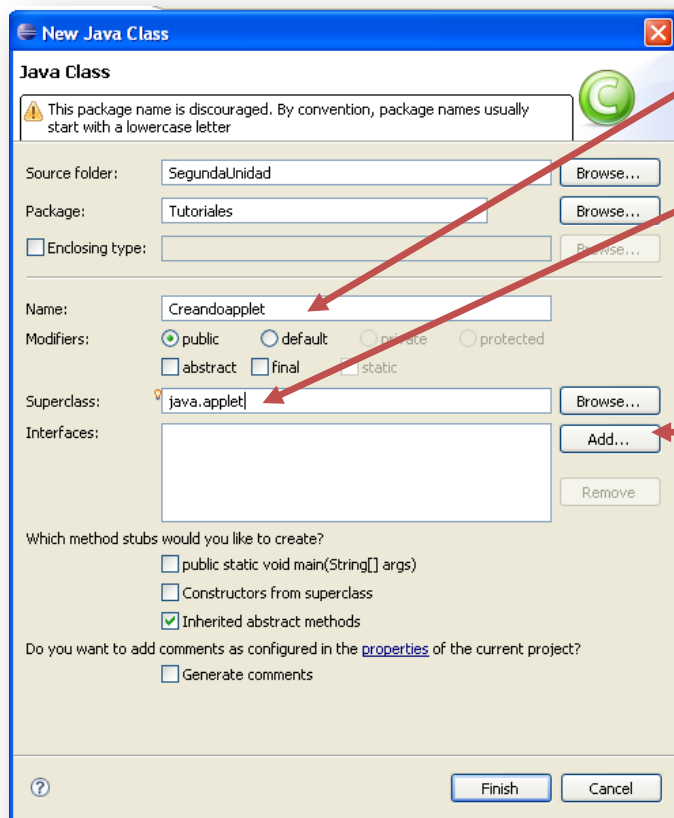 New Java Class
Java Class
This package name is discouraged. By convention, package names usually
start with a lowercase letter
Source folder: SegundaUnidad Browse...
Package: Tutoriales Browse...
Enclosing type: Browse...
Name: Creandoapplet
Modifiers: public default private protected
abstract final static
Superclass: java.applet Browse...
Interfaces: Add...
Remove
Which method stubs would you like to create?
public static void main(String[] args)
Constructors from superclass
Inherited abstract methods
Do you want to add comments as configured in the properties of the current project?
Generate comments
? Finish Cancel